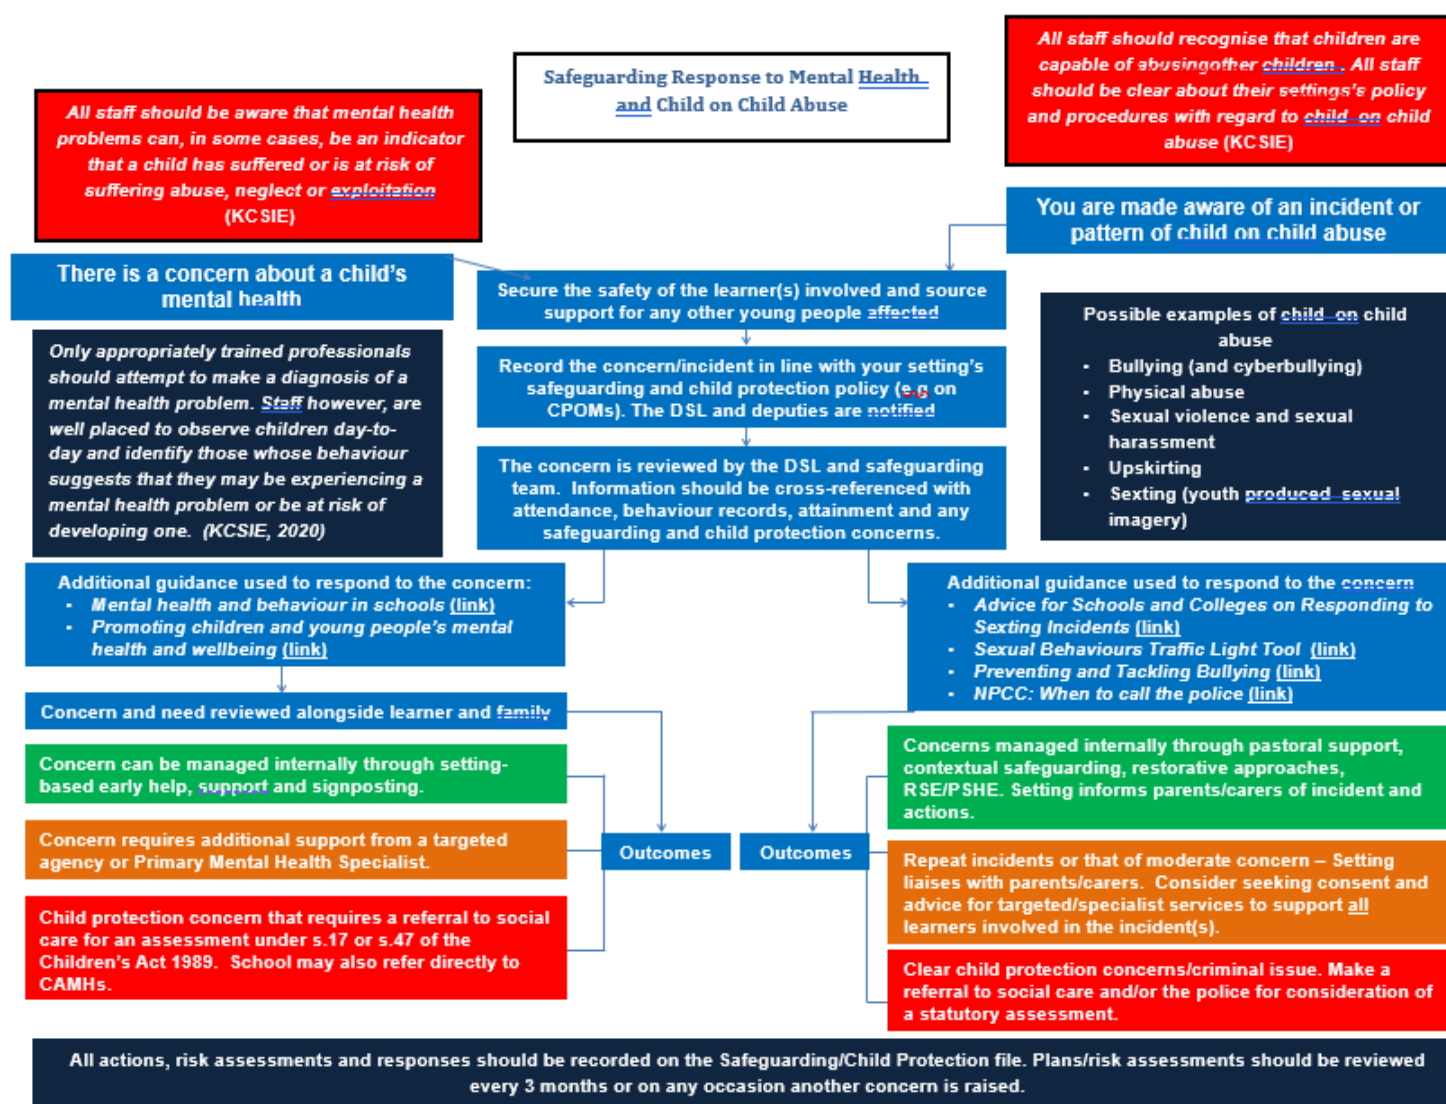 Safeguarding Response to Mental Health
and Child on Child Abuse
All staff should be aware that mental health
problems can, in some cases, be an indicator
that a child has suffered or is at risk of
suffering abuse, neglect or exploitation
(KCSIE)
All staff should recognise that children are
capable of abusingother children. All staff
should be clear about their settings's policy
and procedures with regard to child on child
abuse (KCSIE)
You are made aware of an incident or
pattern of child on child abuse
There is a concern about a child's
mental health
Secure the safety of the learner(s) involved and source
support for any other young people affected
Record the concern/incident in line with your setting's
safeguarding and child protection policy (e.g. on
CPOMs). The DSL and deputies are notified
The concern is reviewed by the DSL and safeguarding
team. Information should be cross-referenced with
attendance, behaviour records, attainment and any
safeguarding and child protection concerns.
Only appropriately trained professionals
should attempt to make a diagnosis of a
mental health problem. Staff however, are
well placed to observe children day-to-
day and identify those whose behaviour
suggests that they may be experiencing a
mental health problem or be at risk of
developing one. (KCSIE, 2020)
Possible examples of child on child
abuse
- Bullying (and cyberbullying)
- Physical abuse
- Sexual violence and sexual
harassment
- Upskirting
- Sexting (youth produced sexual
imagery)
Additional guidance used to respond to the concern:
- Mental health and behaviour in schools (link)
- Promoting children and young people's mental
health and wellbeing (link)
Additional guidance used to respond to the concern
- Advice for Schools and Colleges on Responding to
Sexting Incidents (link)
- Sexual Behaviours Traffic Light Tool (link)
- Preventing and Tackling Bullying (link)
- NPCC: When to call the police (link)
Concern and need reviewed alongside learner and family
Concern can be managed internally through setting-
based early help, support and signposting.
Concern requires additional support from a targeted
agency or Primary Mental Health Specialist.
Child protection concern that requires a referral to social
care for an assessment under s.17 or s.47 of the
Children's Act 1989. School may also refer directly to
CAMHs.
Outcomes
Outcomes
Concerns managed internally through pastoral support,
contextual safeguarding, restorative approaches,
RSE/PSHE. Setting informs parents/carers of incident and
actions.
Repeat incidents or that of moderate concern – Setting
liaises with parents/carers. Consider seeking consent and
advice for targeted/specialist services to support all
learners involved in the incident(s).
Clear child protection concerns/criminal issue. Make a
referral to social care and/or the police for consideration of
a statutory assessment.
All actions, risk assessments and responses should be recorded on the Safeguarding/Child Protection file. Plans/risk assessments should be reviewed
every 3 months or on any occasion another concern is raised.